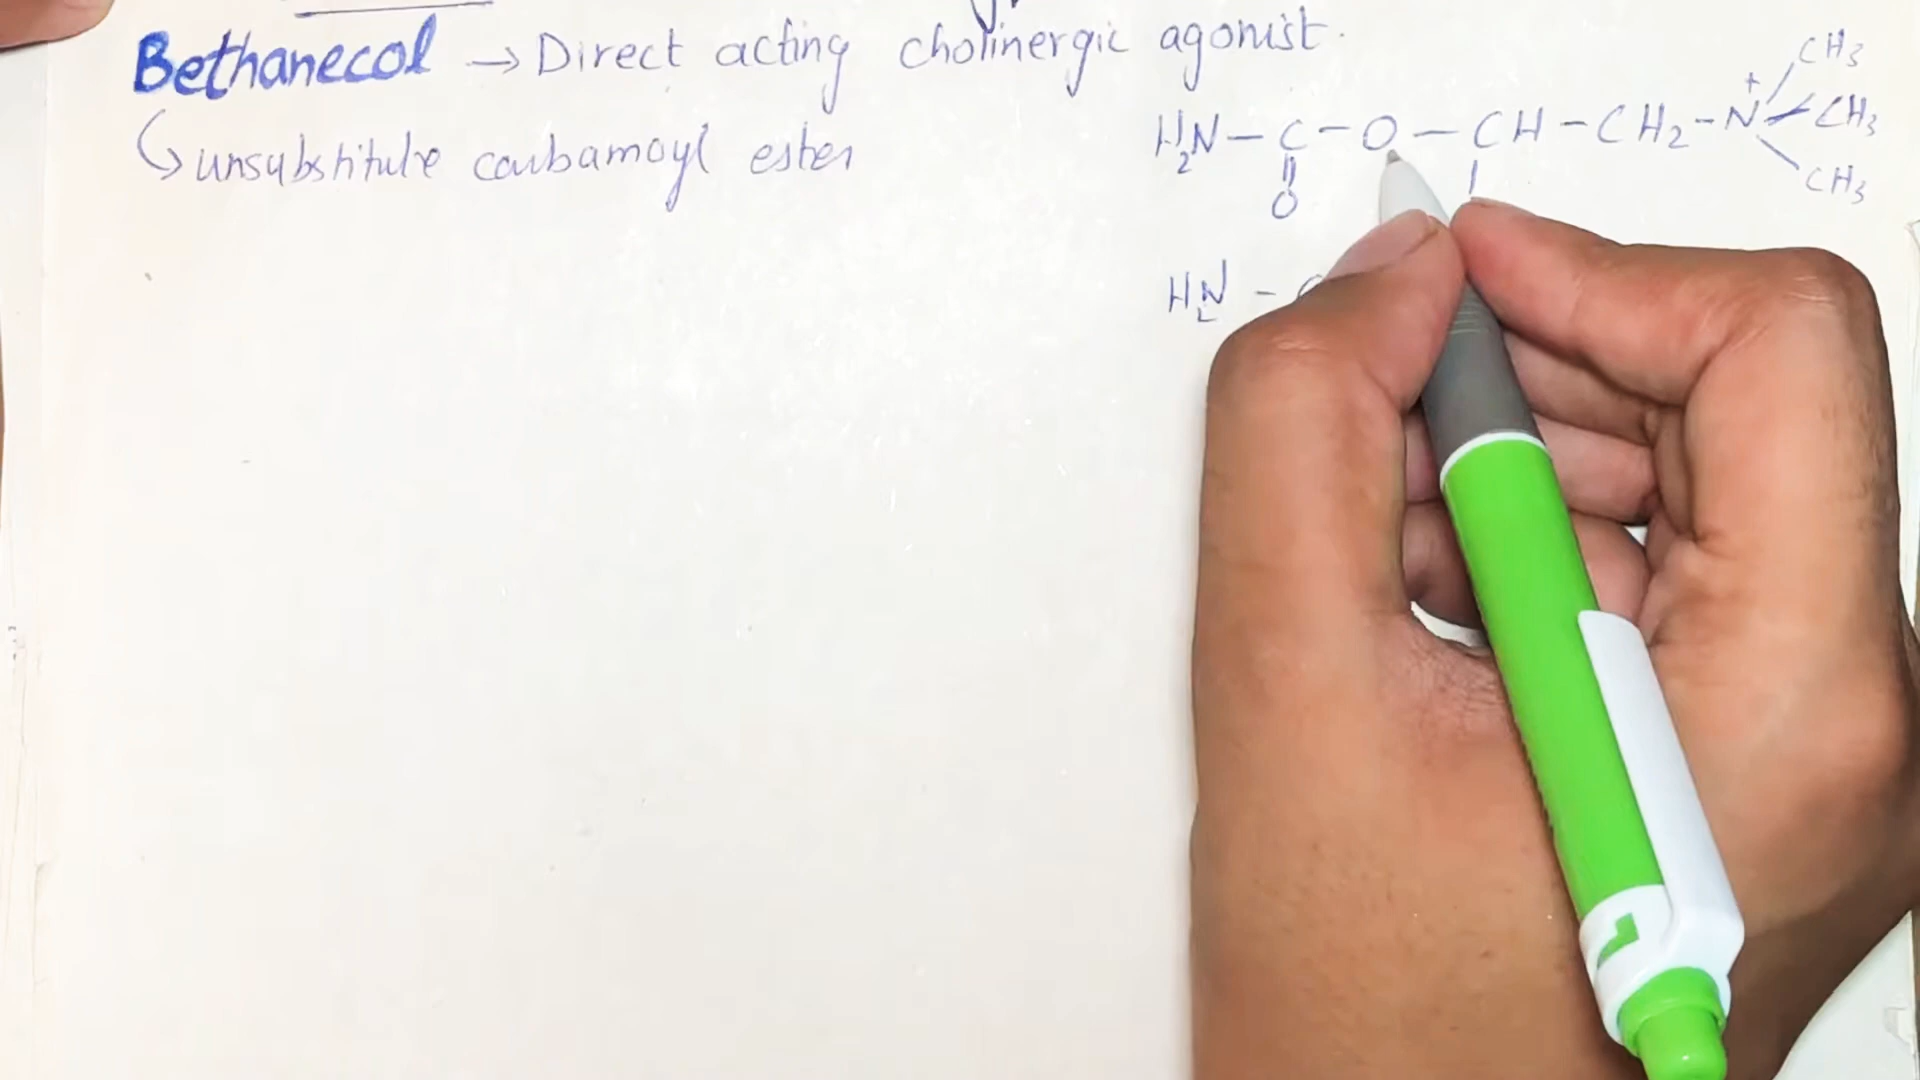 Bethanecol → Direct acting cholinergic agonist.
unsubstitute carbamoyl ester
CH3
H2N - C - O - CH - CH2 - N+ - CH3
O
CH3
H2N -